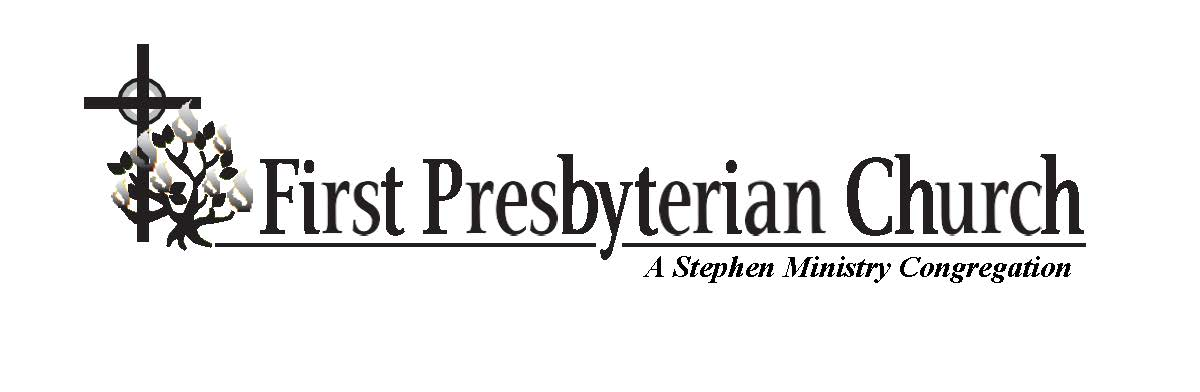 First Presbyterian Church
A Stephen Ministry Congregation